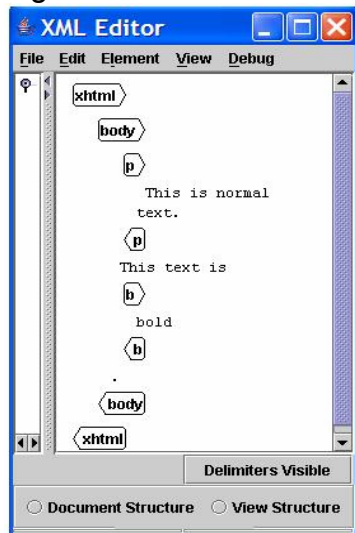 XML Editor
File Edit Element View Debug
xhtml
body
p
This is normal
text.
p
This text is
b
bold
b
.
body
xhtml
Delimiters Visible
Document Structure View Structure